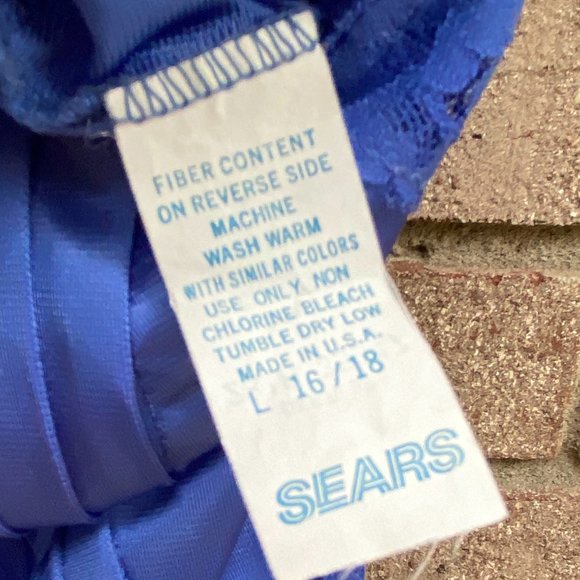 FIBER CONTENT
ON REVERSE SIDE
MACHINE
WASH WARM
WITH SIMILAR COLORS
USE ONLY NON
CHLORINE BLEACH
TUMBLE DRY LOW
MADE IN U.S.A.
L 16/18
SEARS